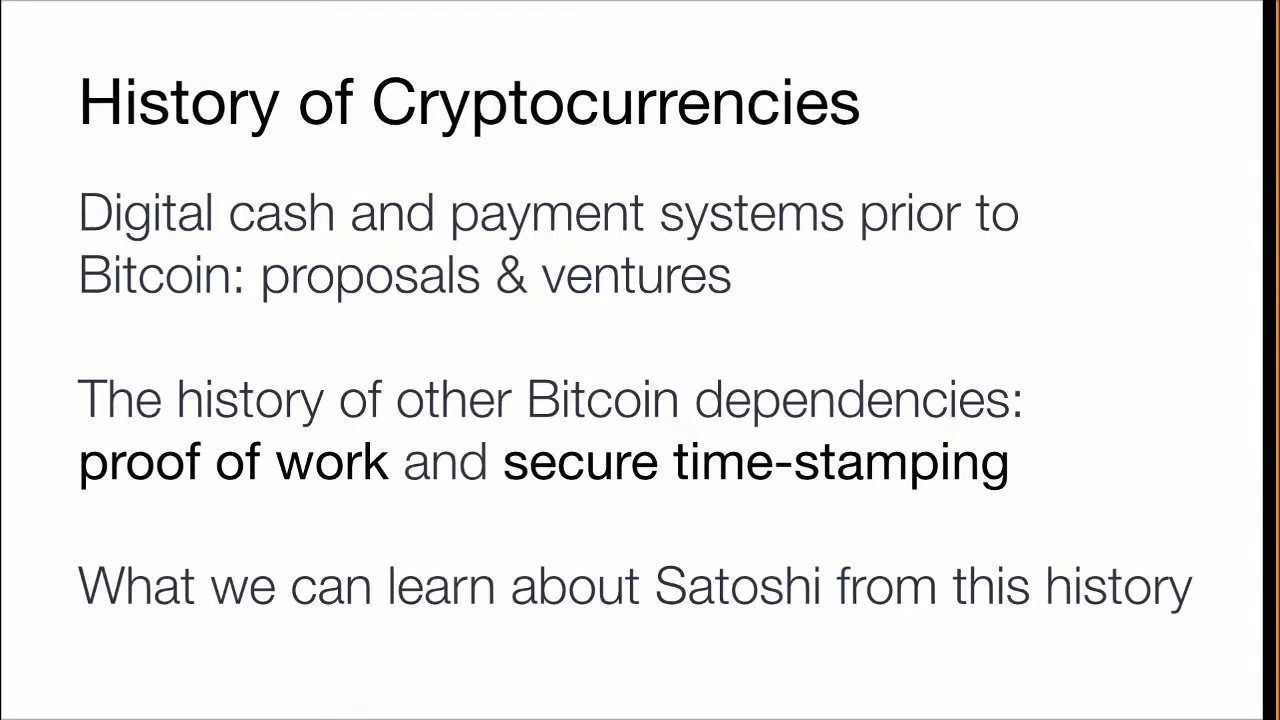 History of Cryptocurrencies
Digital cash and payment systems prior to
Bitcoin: proposals & ventures
The history of other Bitcoin dependencies:
proof of work and secure time-stamping
What we can learn about Satoshi from this history